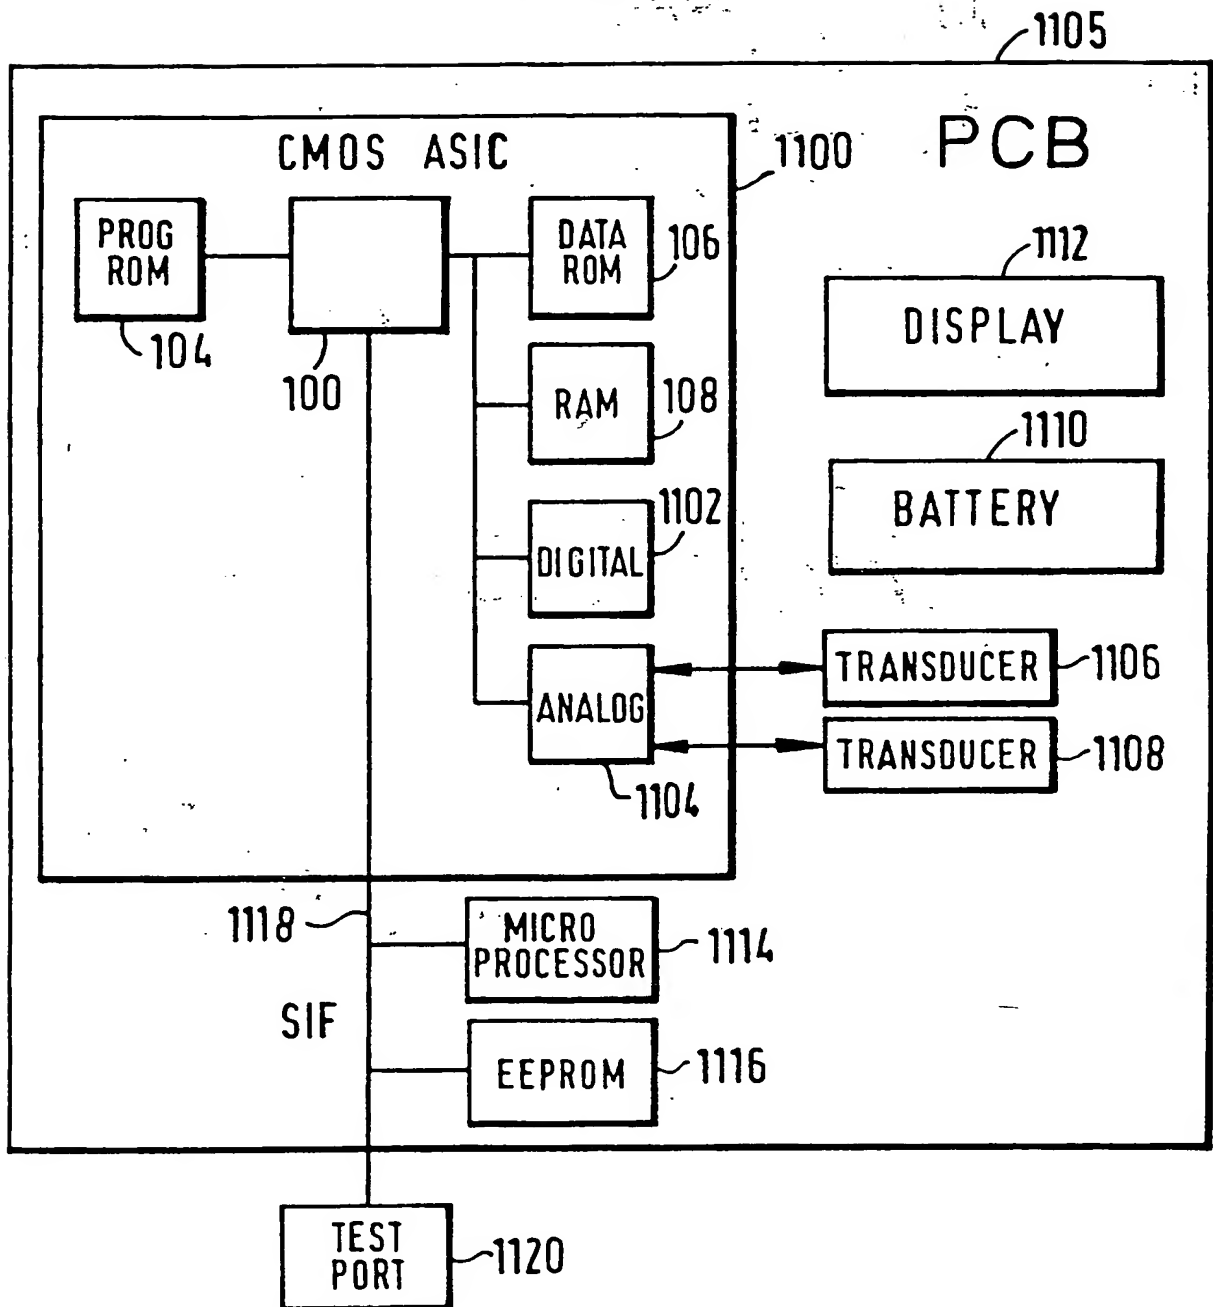 1105
CMOS ASIC
1100
PCB
PROG
ROM
104
100
DATA
ROM
106
RAM
108
1102
DIGITAL
ANALOG
1104
1112
DISPLAY
1110
BATTERY
TRANSDUCER
1106
TRANSDUCER
1108
1118
MICRO
PROCESSOR
1114
SIF
EEPROM
1116
TEST
PORT
1120